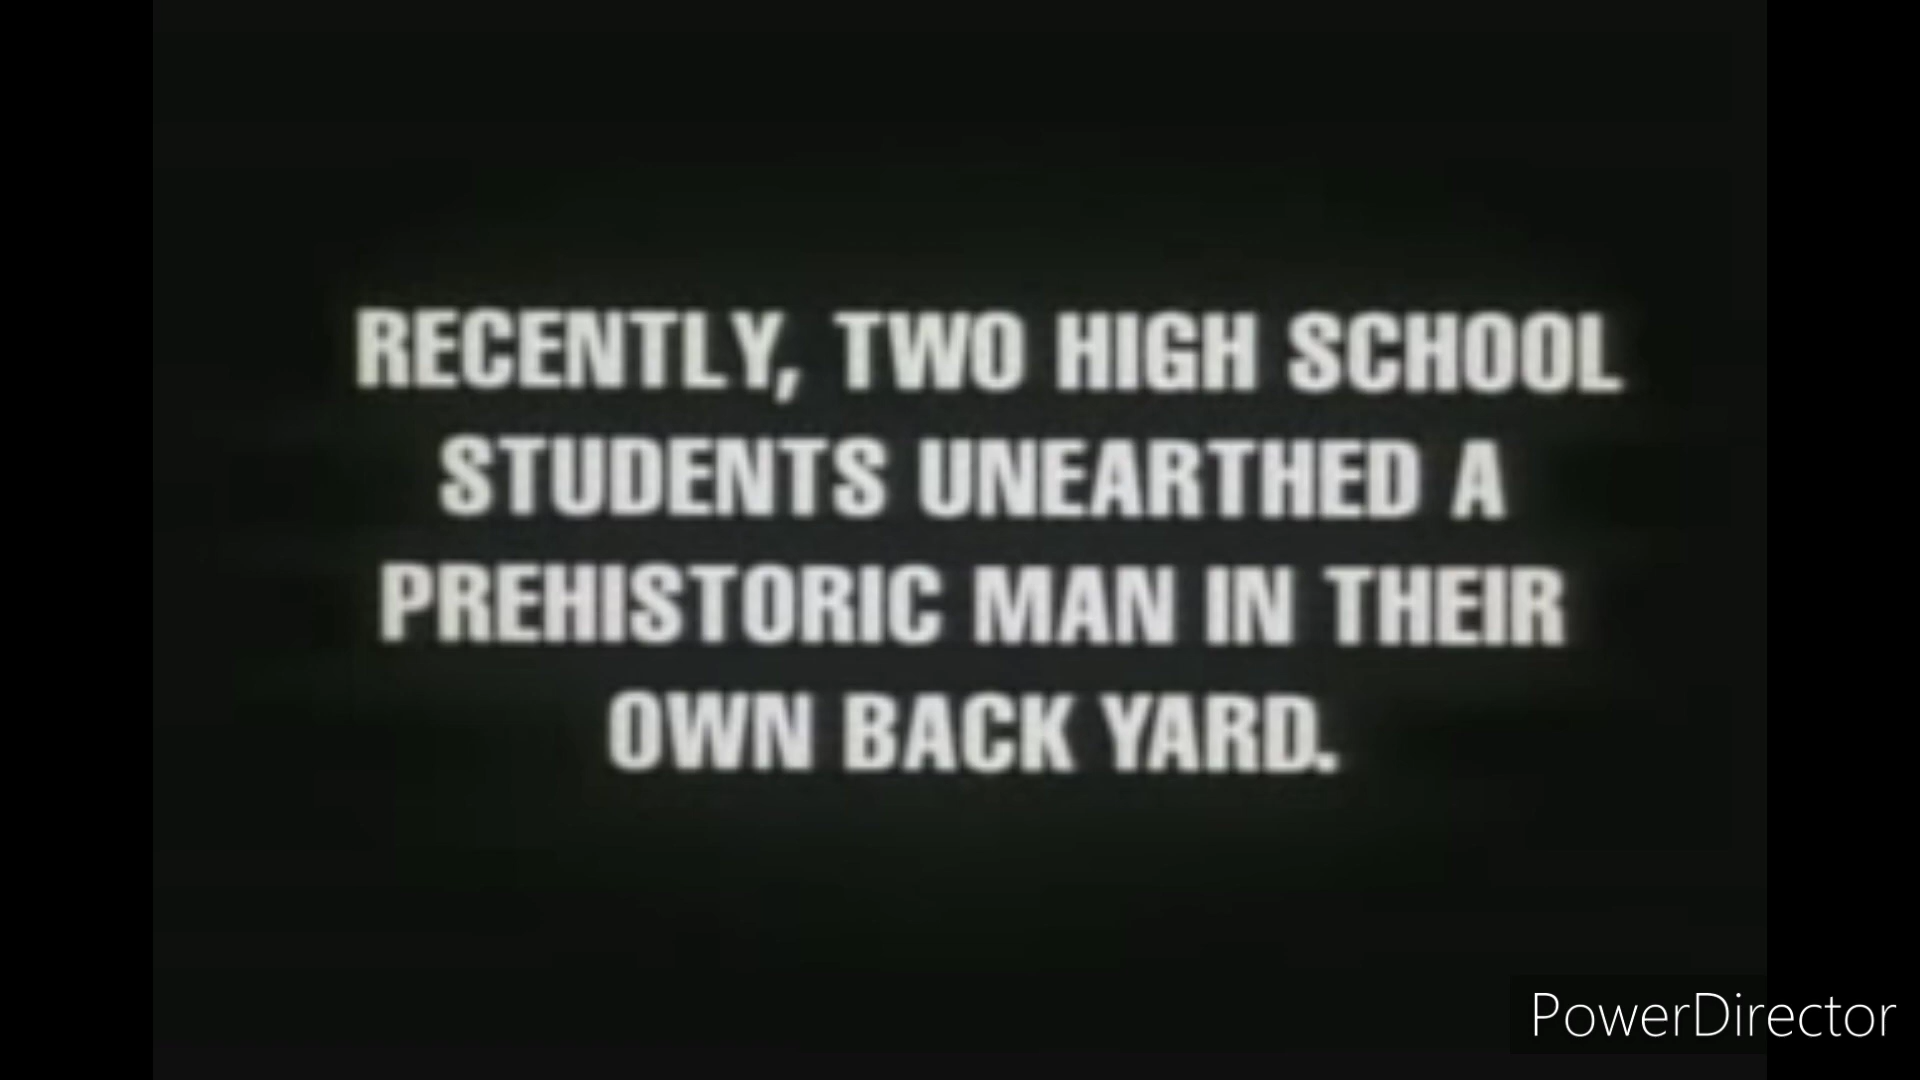 RECENTLY, TWO HIGH SCHOOL
STUDENTS UNEARTHED A
PREHISTORIC MAN IN THEIR
OWN BACK YARD.
PowerDirector